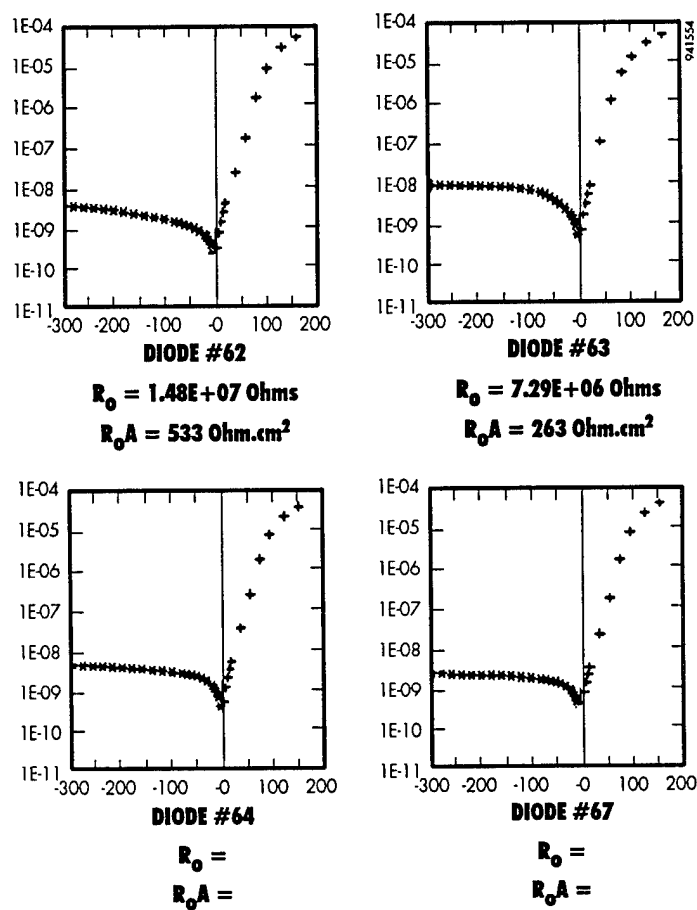 1E-04
1E-05
1E-06
1E-07
1E-08
1E-09
1E-10
1E-11
-300 -200 -100 -0 100 200
DIODE #62
R₀ = 1.48E+07 Ohms
R₀A = 533 Ohm.cm²
941554
1E-04
1E-05
1E-06
1E-07
1E-08
1E-09
1E-10
1E-11
-300 -200 -100 -0 100 200
DIODE #63
R₀ = 7.29E+06 Ohms
R₀A = 263 Ohm.cm²
1E-04
1E-05
1E-06
1E-07
1E-08
1E-09
1E-10
1E-11
-300 -200 -100 -0 100 200
DIODE #64
R₀ =
R₀A =
1E-04
1E-05
1E-06
1E-07
1E-08
1E-09
1E-10
1E-11
-300 -200 -100 -0 100 200
DIODE #67
R₀ =
R₀A =